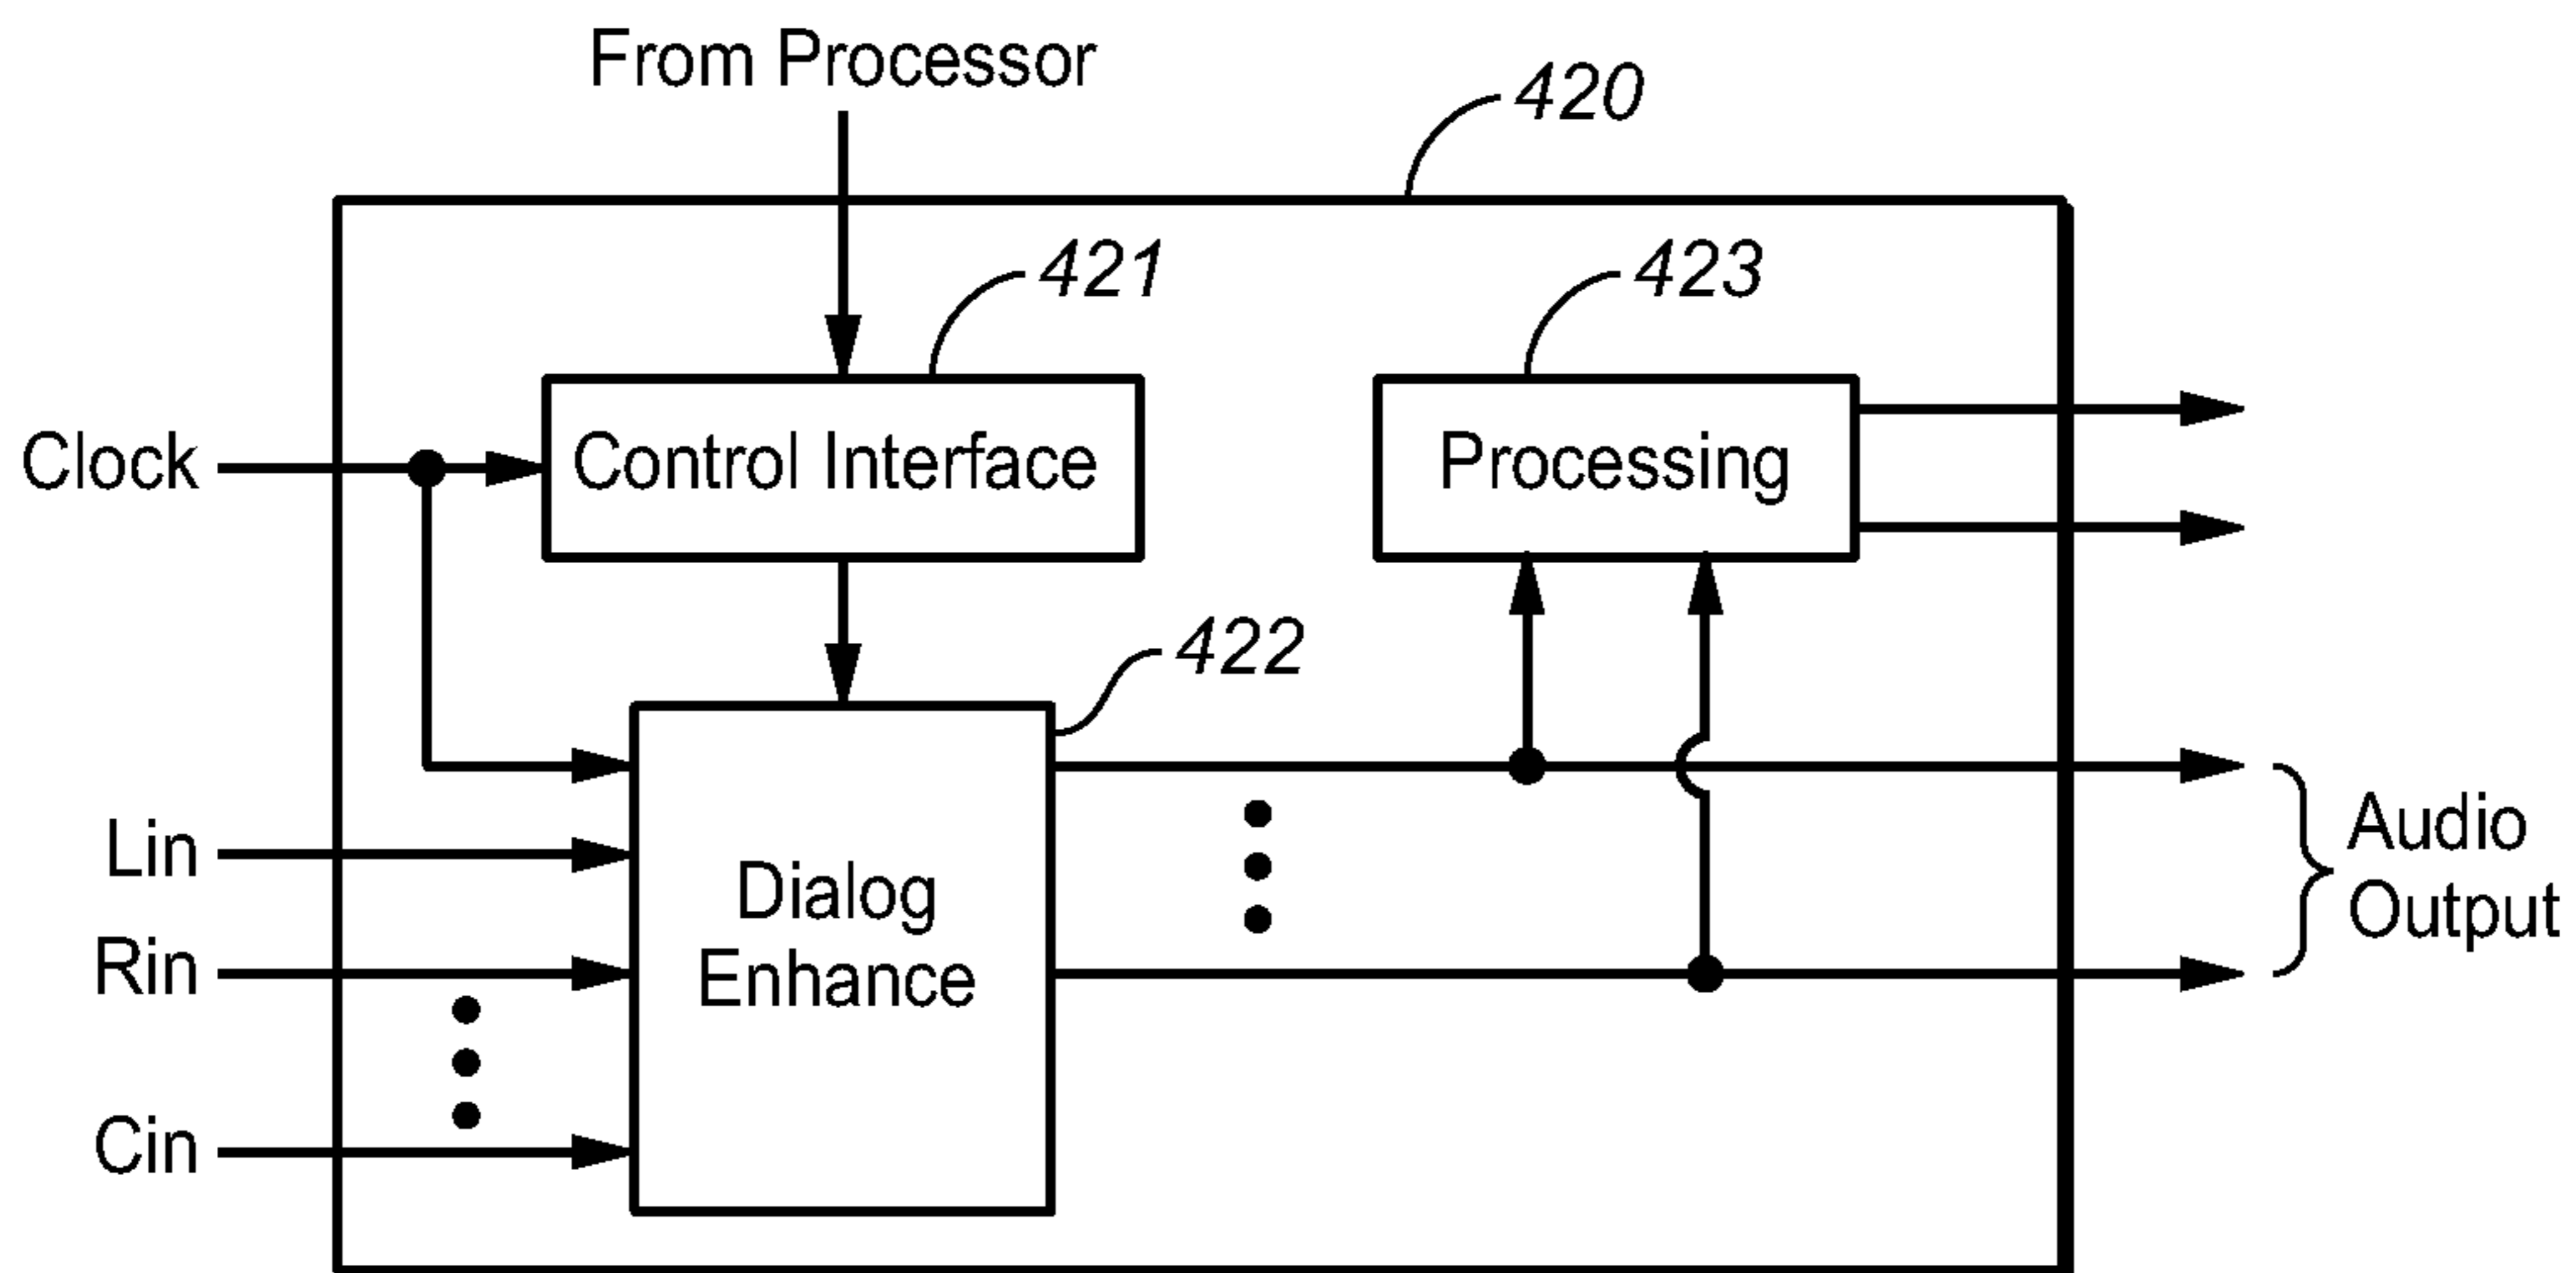 From Processor
420
421
423
Clock
Control Interface
Processing
422
Lin
Rin
Cin
Dialog
Enhance
Audio
Output